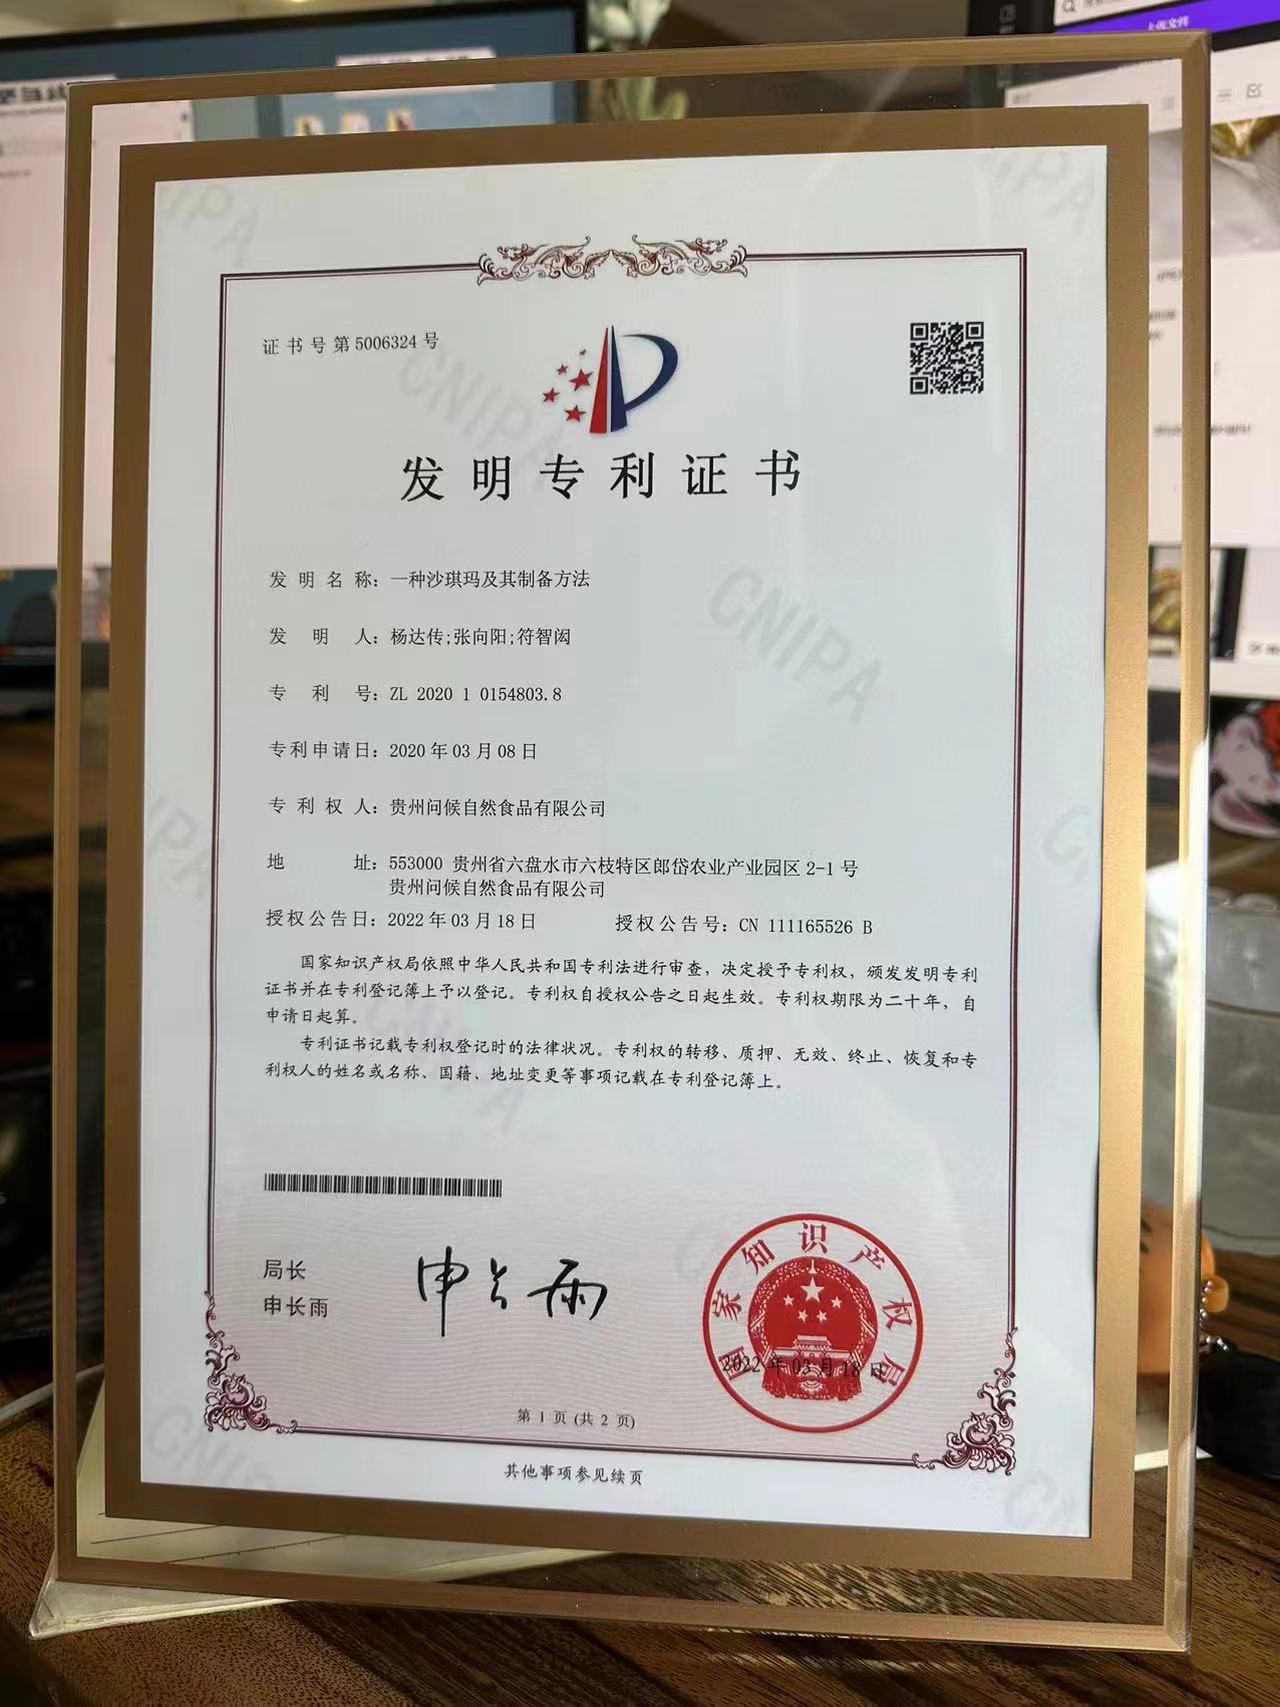 上传文件
证书号第5006324号
发明专利证书
发明名称：一种沙琪玛及其制备方法
发明人：杨达传;张向阳;符智闳
专利号：ZL 2020 1 0154803.8
专利申请日：2020年03月08日
专利权人：贵州问候自然食品有限公司
地址：553000 贵州省六盘水市六枝特区郎岱农业产业园区2-1号
贵州问候自然食品有限公司
授权公告日：2022年03月18日 授权公告号：CN 111165526 B
国家知识产权局依照中华人民共和国专利法进行审查，决定授予专利权，颁发发明专利
证书并在专利登记簿上予以登记。专利权自授权公告之日起生效。专利权期限为二十年，自
申请日起算。
专利证书记载专利权登记时的法律状况。专利权的转移、质押、无效、终止、恢复和专
利权人的姓名或名称、国籍、地址变更等事项记载在专利登记簿上。
局长
申长雨
申长雨
国家知识产权局
2022年03月18日
第 1 页 (共 2 页)
其他事项参见续页
CNIPA
CNIPA
CNIPA